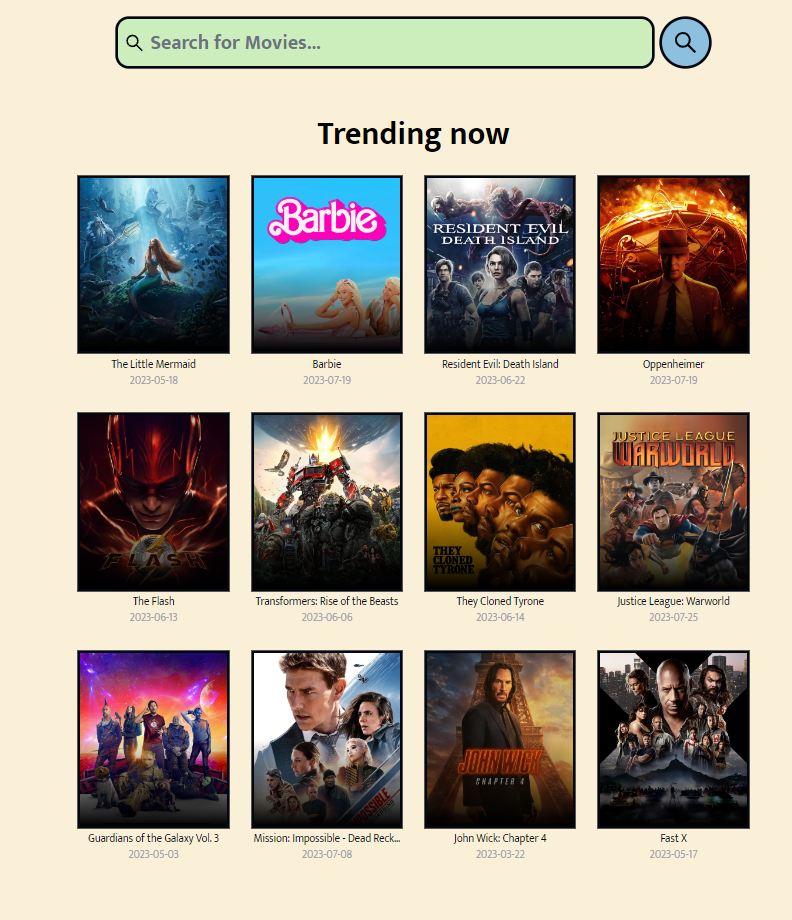 Search for Movies...
Trending now
Barbie
RESIDENT EVIL
DEATH ISLAND
The Little Mermaid
Barbie
Resident Evil: Death Island
Oppenheimer
2023-05-18
2023-07-19
2023-06-22
2023-07-19
JUSTICE LEAGUE
WARWORLD
FLASH
THEY
CLONED
TYRONE
The Flash
Transformers: Rise of the Beasts
They Cloned Tyrone
Justice League: Warworld
2023-06-13
2023-06-06
2023-06-14
2023-07-25
JOHN WICK
CHAPTER 4
Guardians of the Galaxy Vol. 3
Mission: Impossible - Dead Reck...
John Wick: Chapter 4
Fast X
2023-05-03
2023-07-08
2023-03-22
2023-05-17